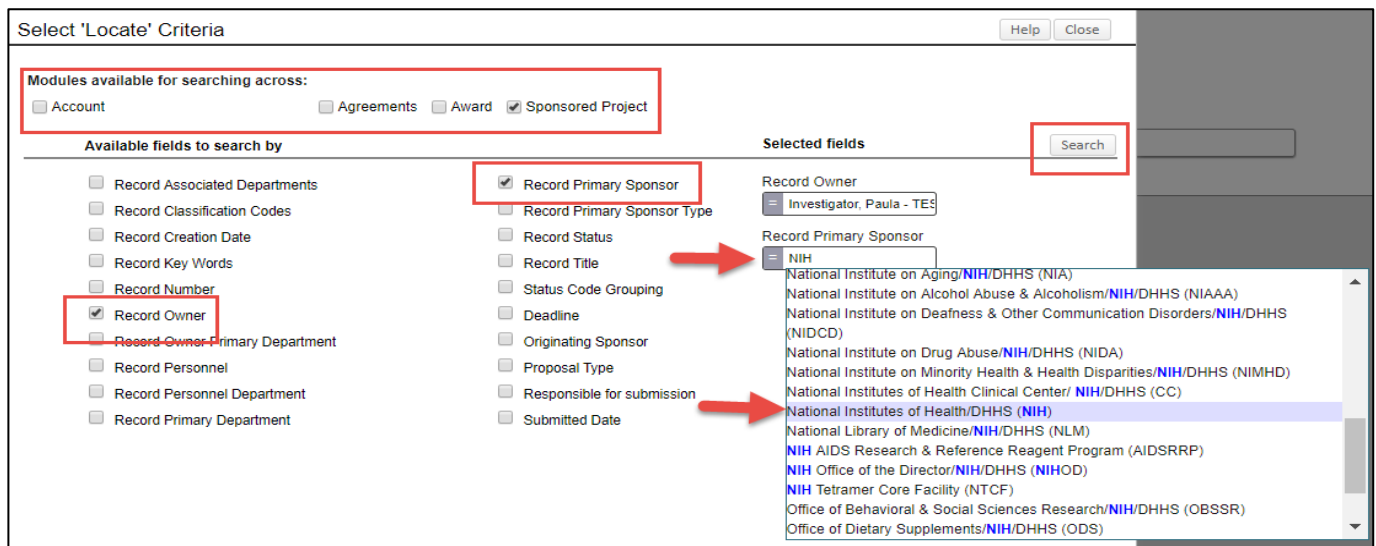 Select 'Locate' Criteria
Help Close
Modules available for searching across:
Account Agreements Award Sponsored Project
Available fields to search by
Selected fields
Search
Record Associated Departments
Record Classification Codes
Record Creation Date
Record Key Words
Record Number
Record Owner
Record Owner Primary Department
Record Personnel
Record Personnel Department
Record Primary Department
Record Primary Sponsor
Record Primary Sponsor Type
Record Status
Record Title
Status Code Grouping
Deadline
Originating Sponsor
Proposal Type
Responsible for submission
Submitted Date
Record Owner
= Investigator, Paula - TES
Record Primary Sponsor
= NIH
National Institute on Aging/NIH/DHHS (NIA)
National Institute on Alcohol Abuse & Alcoholism/NIH/DHHS (NIAAA)
National Institute on Deafness & Other Communication Disorders/NIH/DHHS
(NIDCD)
National Institute on Drug Abuse/NIH/DHHS (NIDA)
National Institute on Minority Health & Health Disparities/NIH/DHHS (NIMHD)
National Institutes of Health Clinical Center/ NIH/DHHS (CC)
National Institutes of Health/DHHS (NIH)
National Library of Medicine/NIH/DHHS (NLM)
NIH AIDS Research & Reference Reagent Program (AIDSRRP)
NIH Office of the Director/NIH/DHHS (NIHOD)
NIH Tetramer Core Facility (NTCF)
Office of Behavioral & Social Sciences Research/NIH/DHHS (OBSSR)
Office of Dietary Supplements/NIH/DHHS (ODS)